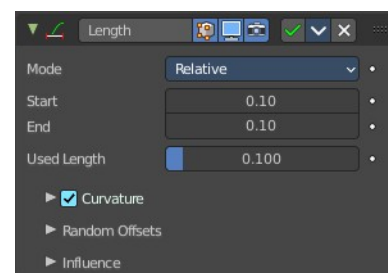 Length
Mode Relative
Start 0.10
End 0.10
Used Length 0.100
Curvature
Random Offsets
Influence